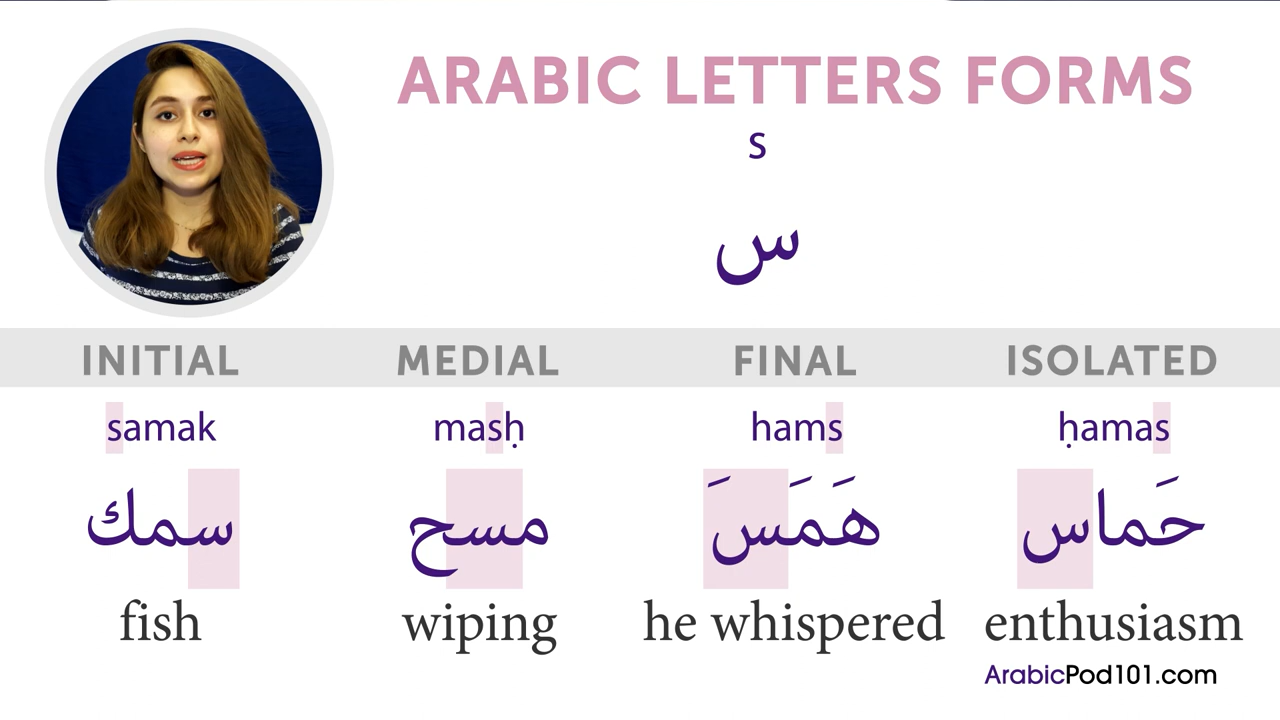 ARABIC LETTERS FORMS
s
س
INITIAL MEDIAL FINAL ISOLATED
samak masḥ hams ḥamas
سمك مسح هَمَسَ حَماس
fish wiping he whispered enthusiasm
ArabicPod101.com